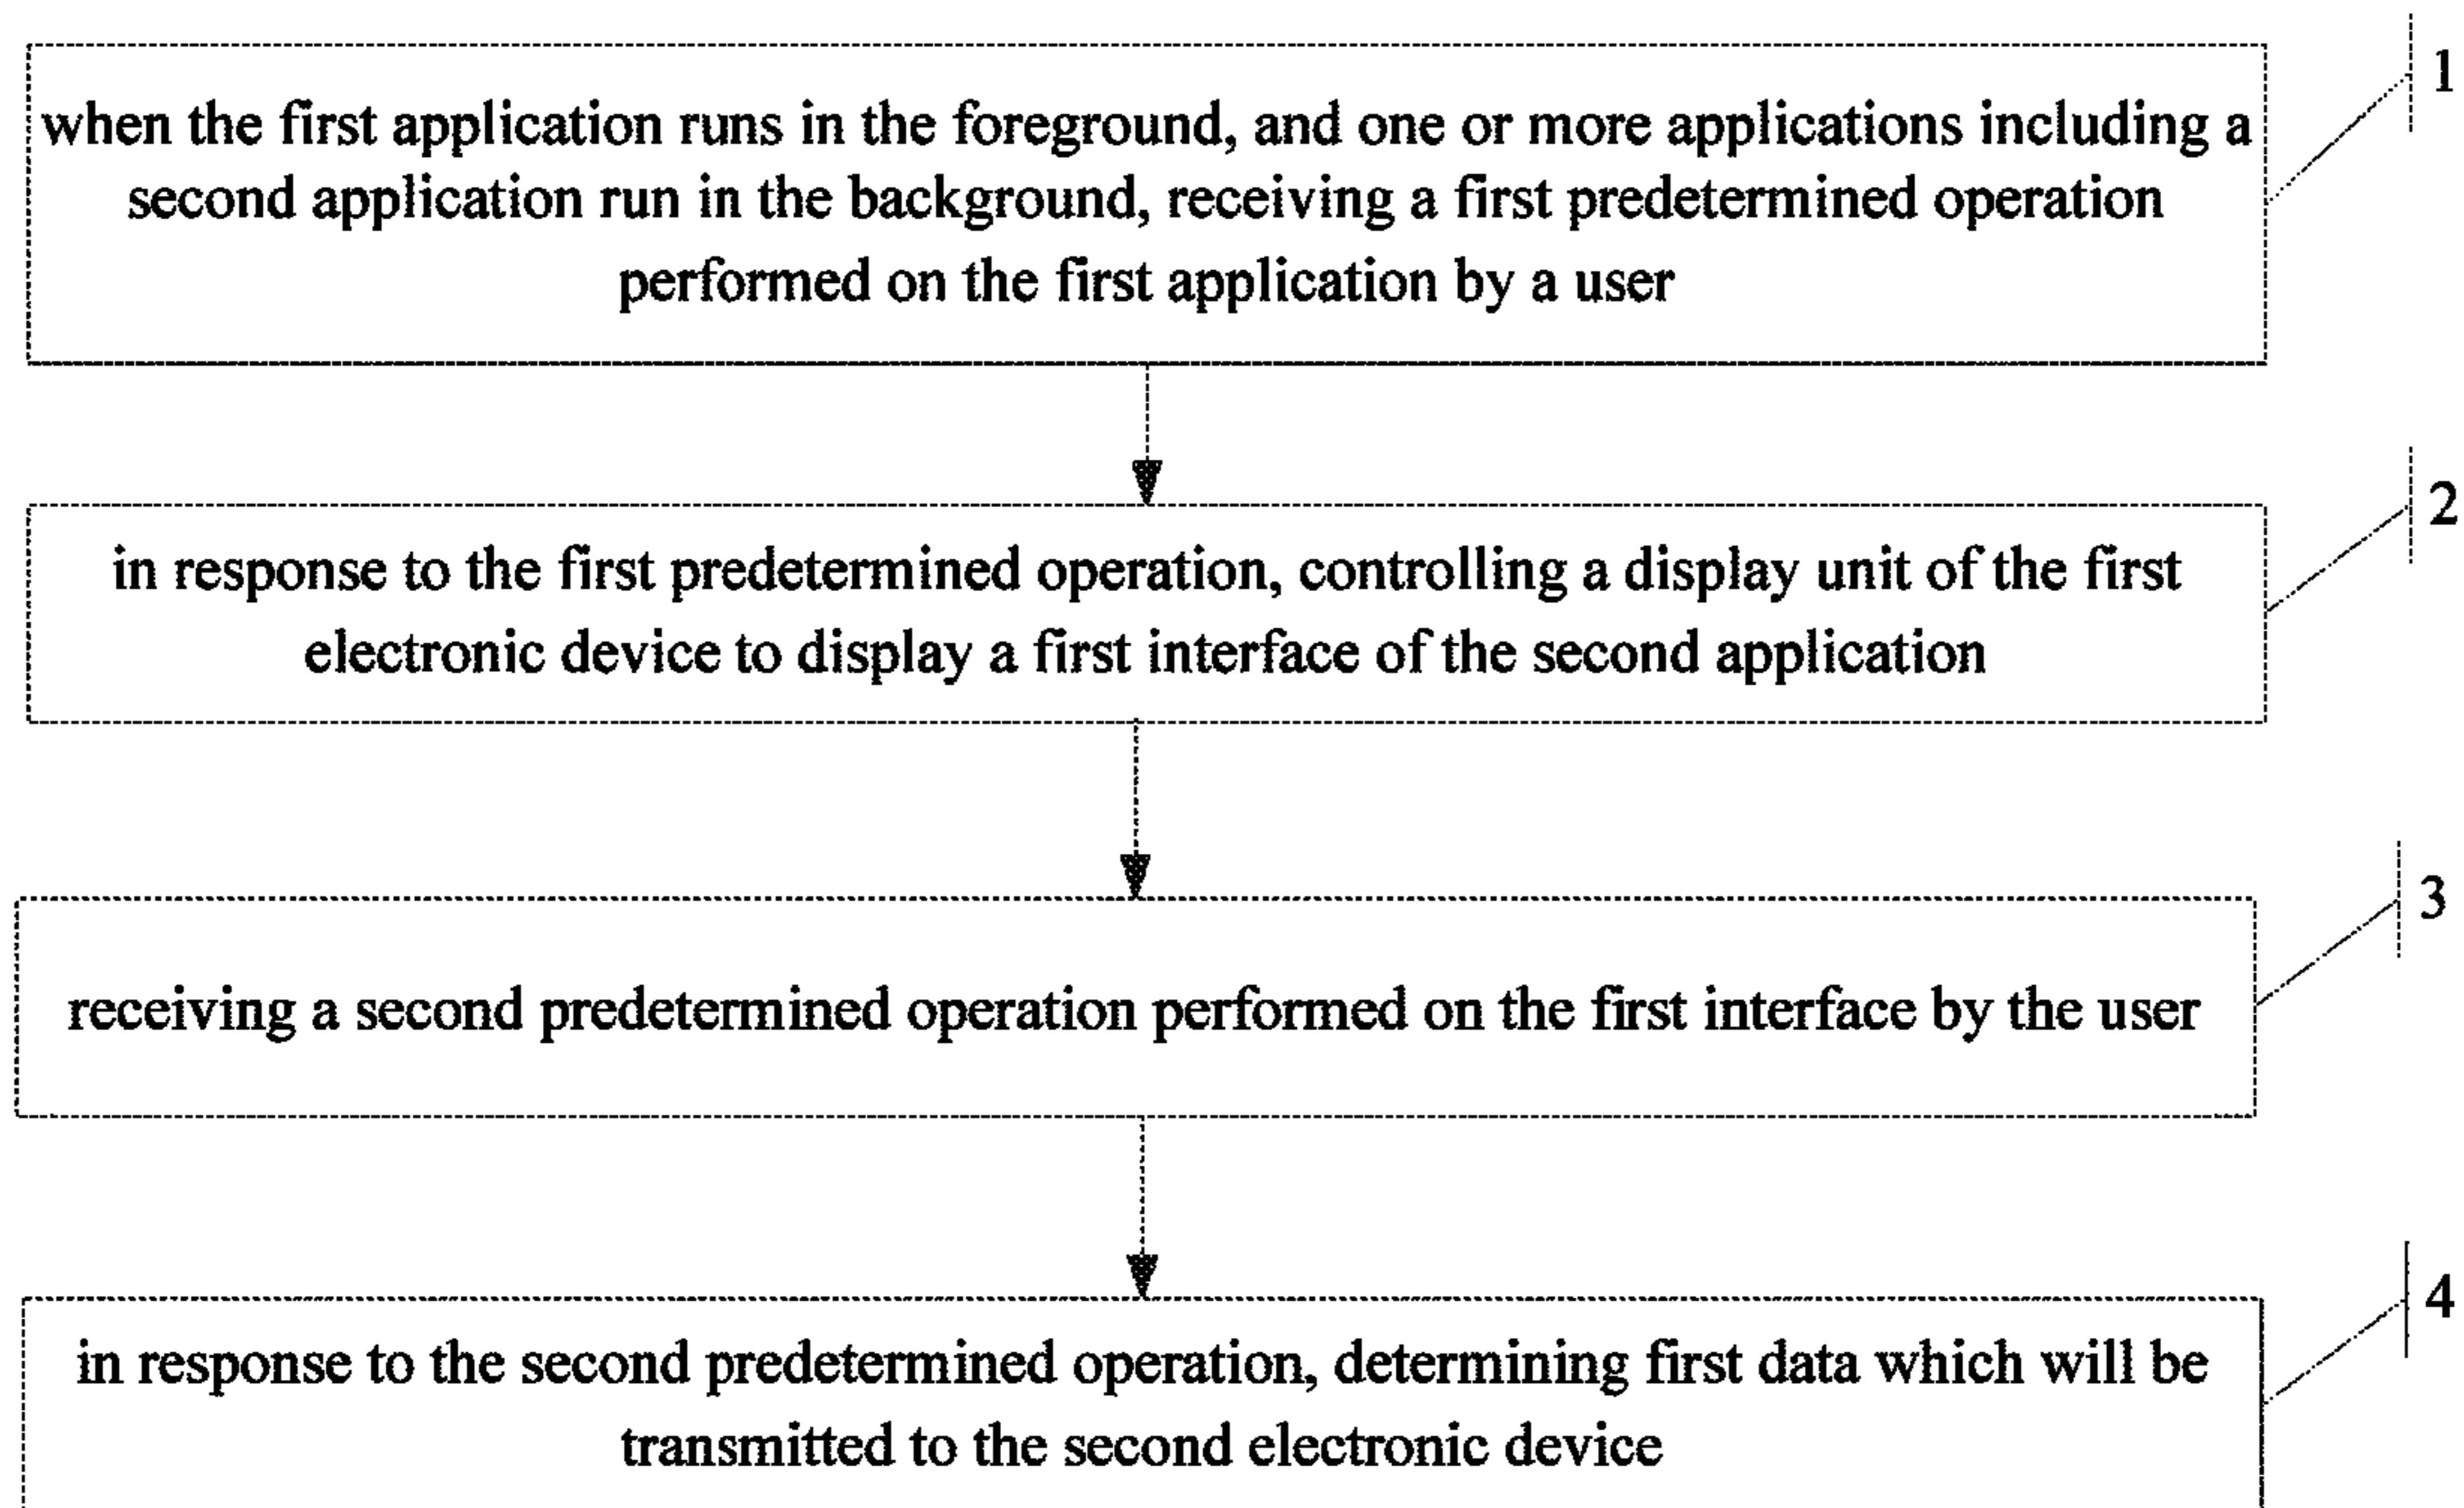 1
when the first application runs in the foreground, and one or more applications including a
second application run in the background, receiving a first predetermined operation
performed on the first application by a user
2
in response to the first predetermined operation, controlling a display unit of the first
electronic device to display a first interface of the second application
3
receiving a second predetermined operation performed on the first interface by the user
4
in response to the second predetermined operation, determining first data which will be
transmitted to the second electronic device